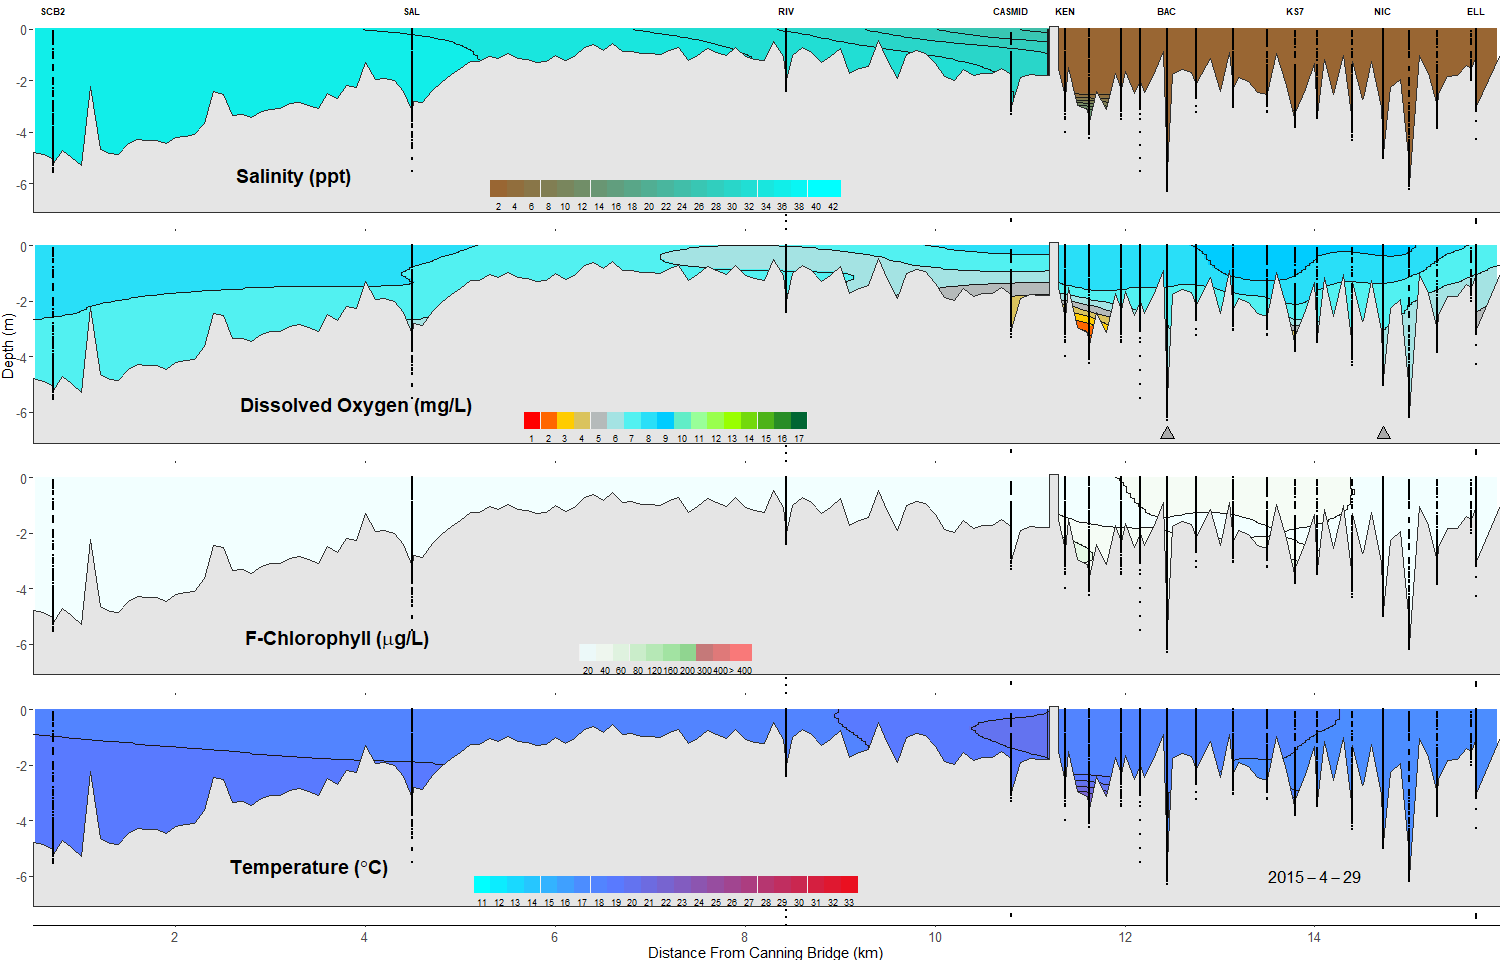 SCB2 SAL RIV CASMID KEN BAC KS7 NIC ELL
0
-2
-4
-6
Salinity (ppt)
2 4 6 8 10 12 14 16 18 20 22 24 26 28 30 32 34 36 38 40 42
0
-2
-4
-6
Dissolved Oxygen (mg/L)
1 2 3 4 5 6 7 8 9 10 11 12 13 14 15 16 17
Depth (m)
0
-2
-4
-6
F-Chlorophyll (µg/L)
20 40 60 80 120 160 200 300 400 > 400
0
-2
-4
-6
Temperature (°C)
2015 – 4 – 29
11 12 13 14 15 16 17 18 19 20 21 22 23 24 25 26 27 28 29 30 31 32 33
2 4 6 8 10 12 14
Distance From Canning Bridge (km)